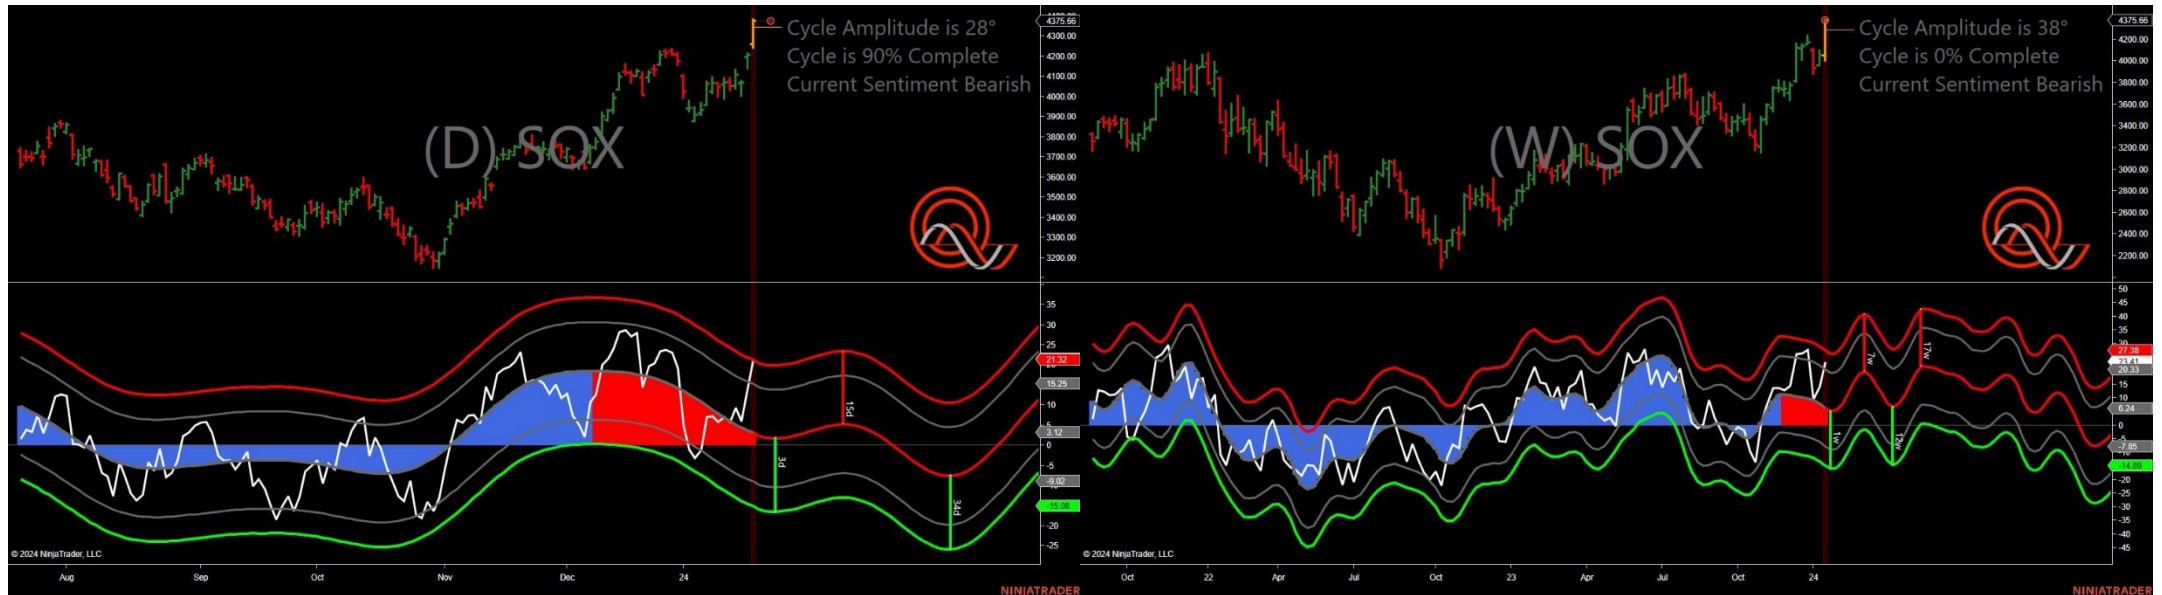 4400.00
4375.66
4300.00
4200.00
4100.00
4000.00
3900.00
3800.00
3700.00
3600.00
3500.00
3400.00
3300.00
3200.00
Cycle Amplitude is 28°
Cycle is 90% Complete
Current Sentiment Bearish
(D) SOX
35
30
25
21.32
15.25
10
5
3.12
0
-5
-9.02
-15.08
-20
-25
15d
3d
34d
© 2024 NinjaTrader, LLC
Aug
Sep
Oct
Nov
Dec
24
NINJATRADER
4375.66
4200.00
4000.00
3800.00
3600.00
3400.00
3200.00
3000.00
2800.00
2600.00
2400.00
2200.00
Cycle Amplitude is 38°
Cycle is 0% Complete
Current Sentiment Bearish
(W) SOX
50
45
40
35
30
27.38
23.41
20.33
15
10
6.24
0
-5
-7.85
-14.89
-20
-25
-30
-35
-40
-45
7w
17w
1w
12w
© 2024 NinjaTrader, LLC
Oct
22
Apr
Jul
Oct
23
Apr
Jul
Oct
24
NINJATRADER